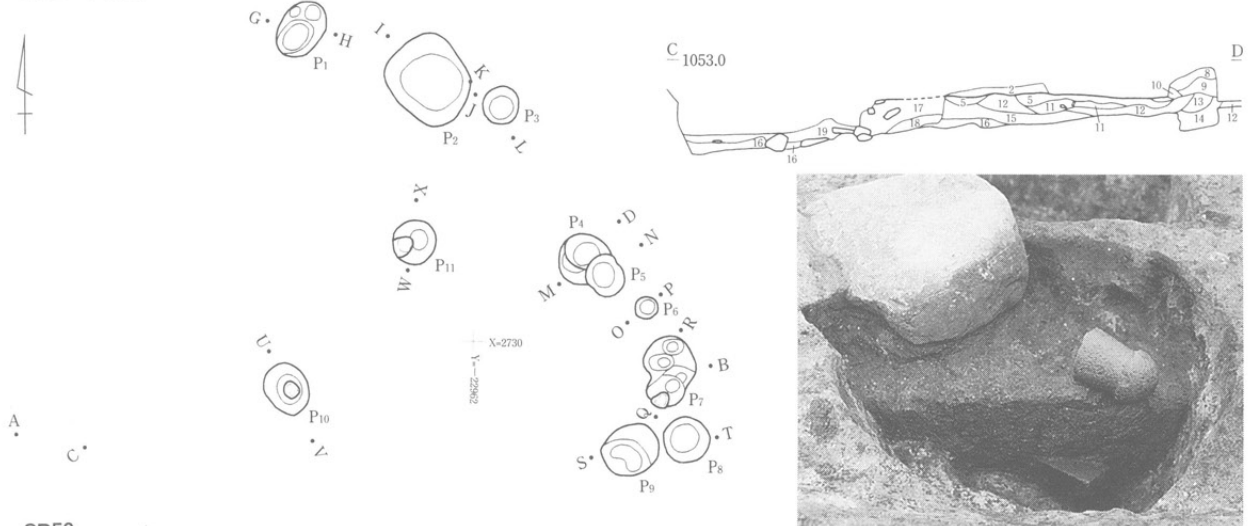 G
H
P1
I
K
J
P2
P3
L
C 1053.0
D
2
8
9
10
5
12
5
11
13
17
14
12
11
12
18
16
15
19
16
16
X
P11
W
P4
D
N
P5
M
P
P6
O
R
X=2730
Y=-22962
B
P7
Q
T
P8
S
P9
U
P10
V
A
C